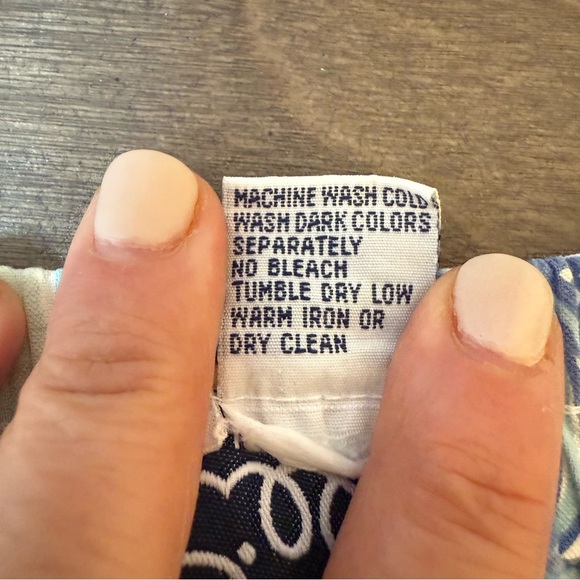 MACHINE WASH COLD
WASH DARK COLORS
SEPARATELY
NO BLEACH
TUMBLE DRY LOW
WARM IRON OR
DRY CLEAN